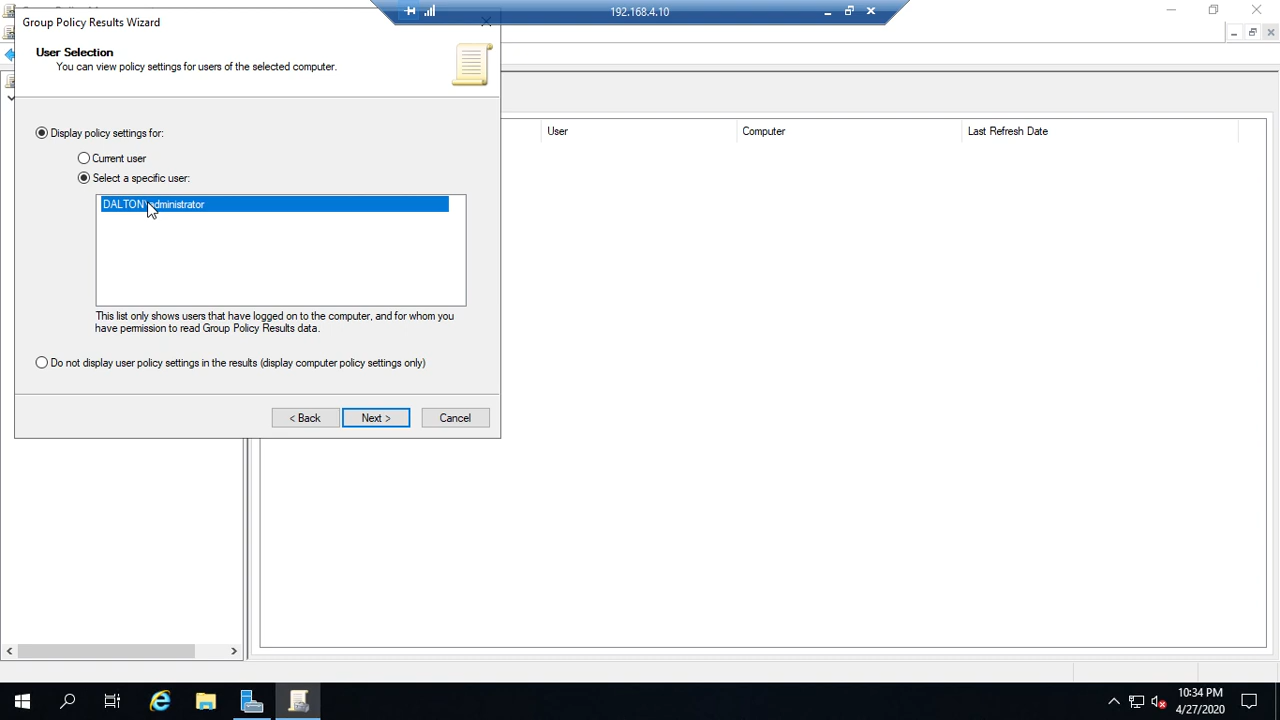 192.168.4.10
Group Policy Results Wizard
User Selection
You can view policy settings for users of the selected computer.
User
Computer
Last Refresh Date
Display policy settings for:
Current user
Select a specific user:
DALTON\administrator
This list only shows users that have logged on to the computer, and for whom you
have permission to read Group Policy Results data.
Do not display user policy settings in the results (display computer policy settings only)
< Back
Next >
Cancel
10:34 PM
4/27/2020